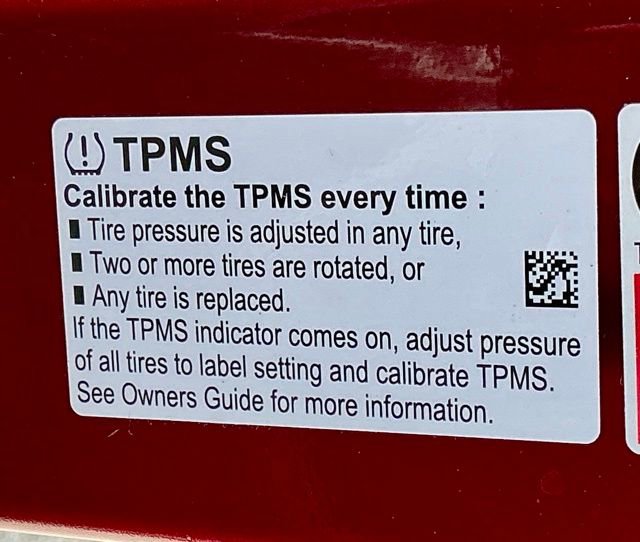 TPMS
Calibrate the TPMS every time :
Tire pressure is adjusted in any tire,
Two or more tires are rotated, or
Any tire is replaced.
If the TPMS indicator comes on, adjust pressure
of all tires to label setting and calibrate TPMS.
See Owners Guide for more information.